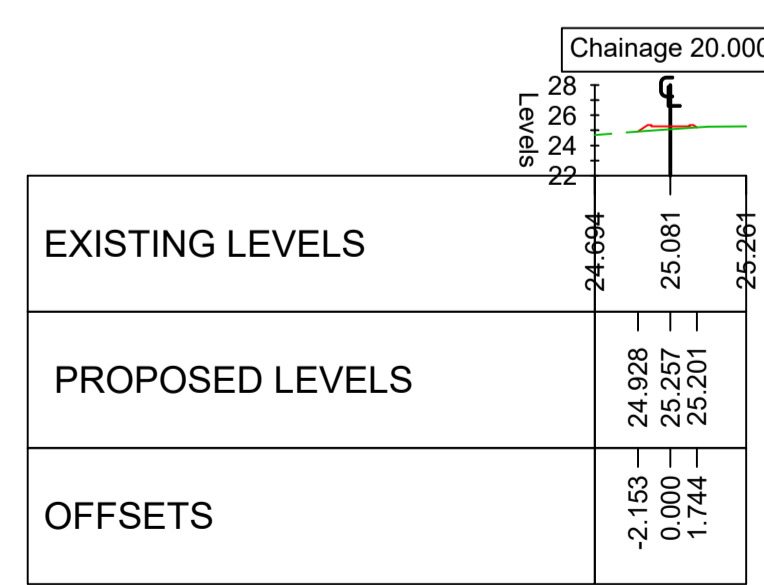 Chainage 20.000
28
26
24
22
Levels
CL
EXISTING LEVELS
24.694
25.081
25.261
PROPOSED LEVELS
24.928
25.257
25.201
OFFSETS
-2.153
0.000
1.744